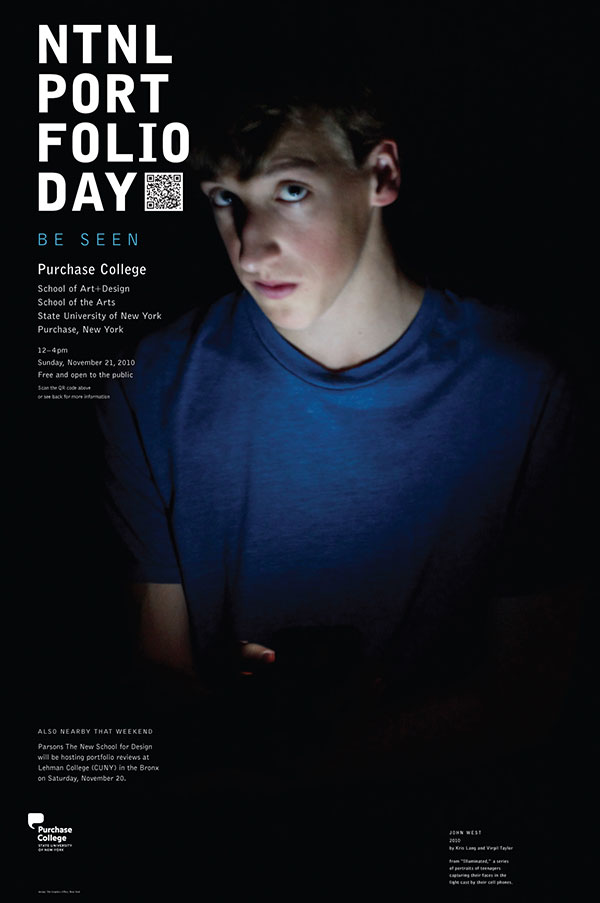 NTNL
PORT
FOLIO
DAY
BE SEEN
Purchase College
School of Art+Design
School of the Arts
State University of New York
Purchase, New York
12–4pm
Sunday, November 21, 2010
Free and open to the public
Scan the QR code above
or see back for more information
ALSO NEARBY THAT WEEKEND
Parsons The New School for Design
will be hosting portfolio reviews at
Lehman College (CUNY) in the Bronx
on Saturday, November 20.
Purchase
College
STATE UNIVERSITY
OF NEW YORK
JOHN WEST
2010
by Kris Lang and Virgil Taylor
From "Illuminated," a series
of portraits of teenagers
capturing their faces in the
light cast by their cell phones.